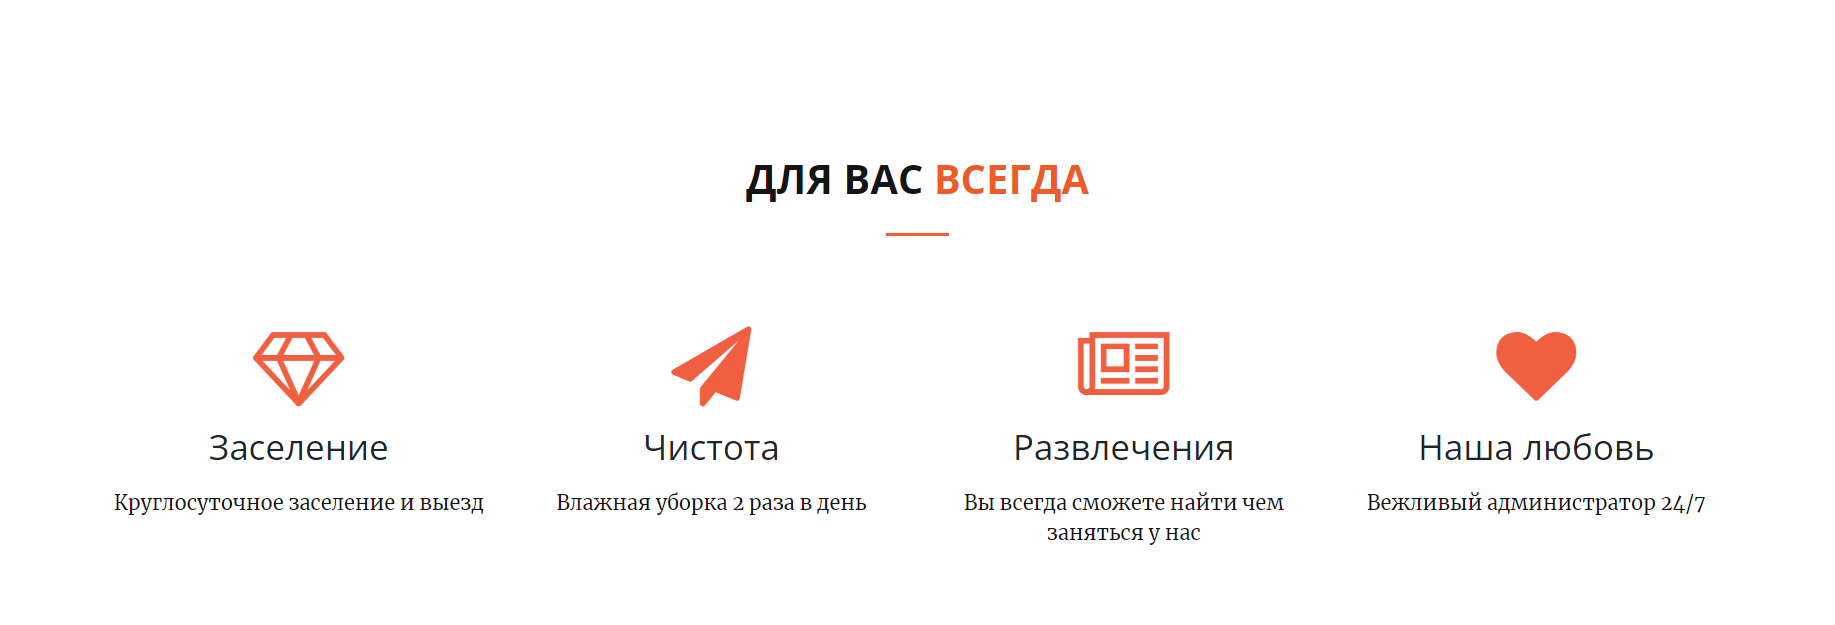 ДЛЯ ВАС ВСЕГДА
Заселение
Круглосуточное заселение и выезд
Чистота
Влажная уборка 2 раза в день
Развлечения
Вы всегда сможете найти чем
заняться у нас
Наша любовь
Вежливый администратор 24/7